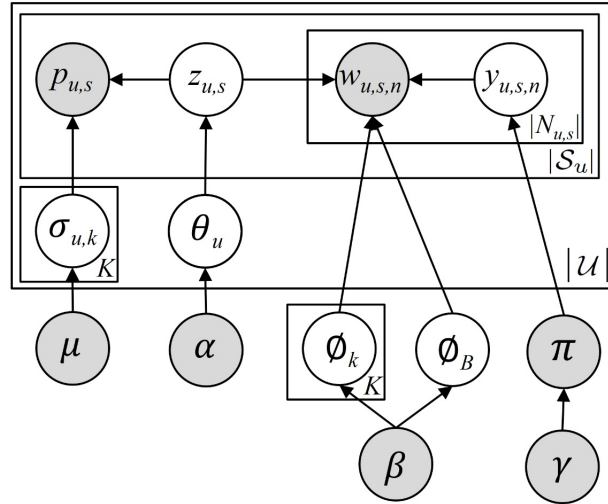 p_{u,s} z_{u,s} w_{u,s,n} y_{u,s,n}
|N_{u,s}|
|𝒮_u|
σ_{u,k} θ_u
K
|𝒰|
μ α ϕ_k ϕ_B π
K
β γ